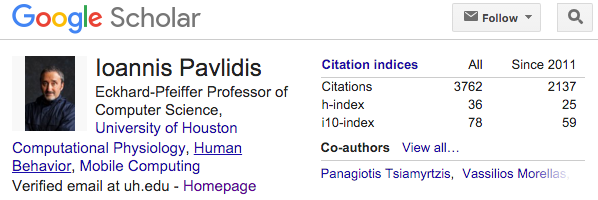 Google Scholar
Follow
Ioannis Pavlidis
Eckhard-Pfeiffer Professor of
Computer Science,
University of Houston
Computational Physiology, Human
Behavior, Mobile Computing
Verified email at uh.edu - Homepage
Citation indices All Since 2011
Citations 3762 2137
h-index 36 25
i10-index 78 59
Co-authors View all…
Panagiotis Tsiamyrtzis, Vassilios Morellas,